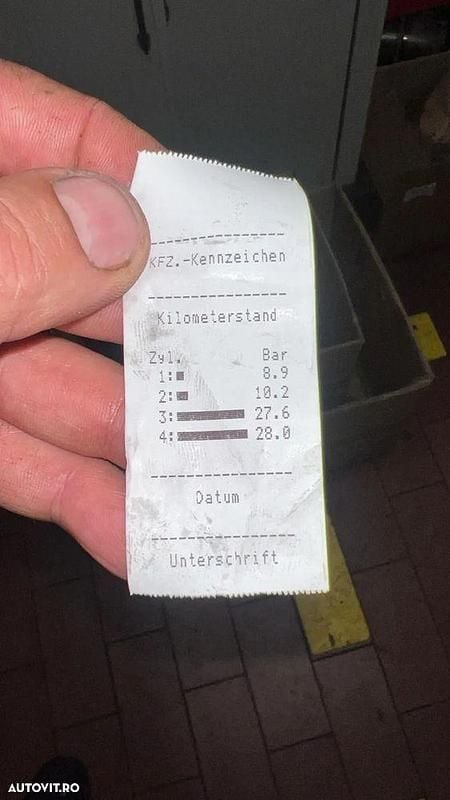 KFZ.-Kennzeichen
Kilometerstand
Zyl. Bar
1: 8.9
2: 10.2
3: 27.6
4: 28.0
Datum
Unterschrift
AUTOVIT.RO